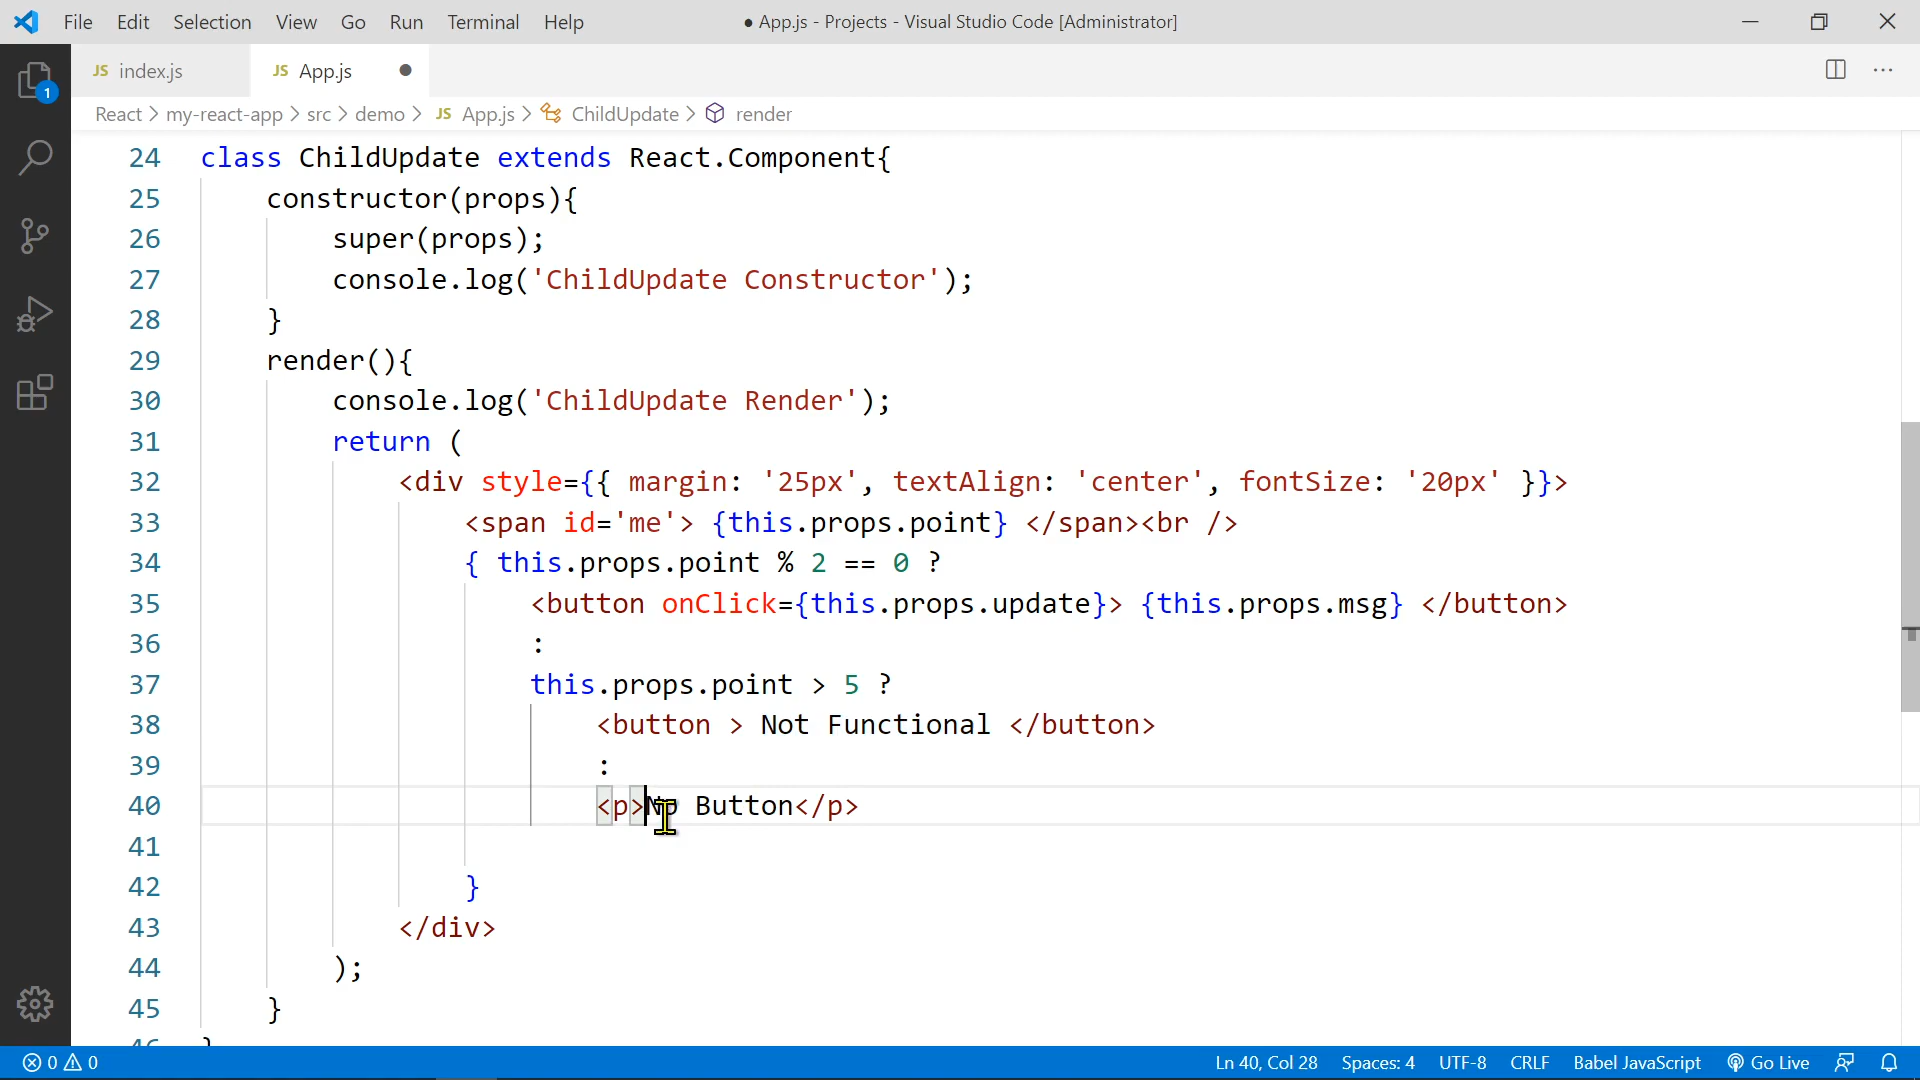 File Edit Selection View Go Run Terminal Help ● App.js - Projects - Visual Studio Code [Administrator]
JS index.js JS App.js ●
React > my-react-app > src > demo > JS App.js > ChildUpdate > render
1
24 class ChildUpdate extends React.Component{
25 constructor(props){
26 super(props);
27 console.log('ChildUpdate Constructor');
28 }
29 render(){
30 console.log('ChildUpdate Render');
31 return (
32 <div style={{ margin: '25px', textAlign: 'center', fontSize: '20px' }}>
33 <span id='me'> {this.props.point} </span><br />
34 { this.props.point % 2 == 0 ?
35 <button onClick={this.props.update}> {this.props.msg} </button>
36 :
37 this.props.point > 5 ?
38 <button > Not Functional </button>
39 :
40 <p>No Button</p>
41
42 }
43 </div>
44 );
45 }
46 }
0 0 Ln 40, Col 28 Spaces: 4 UTF-8 CRLF Babel JavaScript Go Live